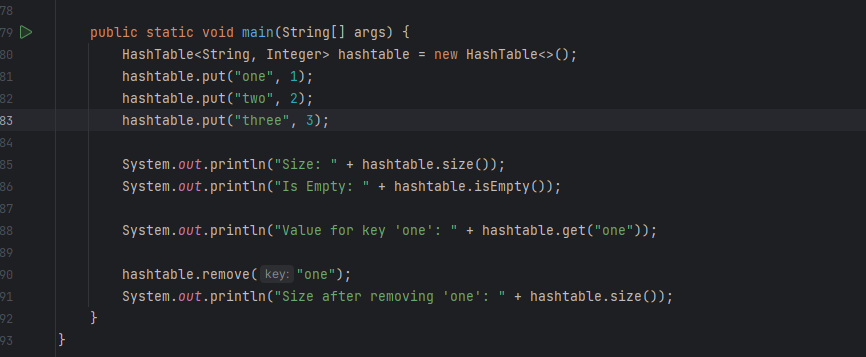 78
79 public static void main(String[] args) {
80 HashTable<String, Integer> hashtable = new HashTable<>();
81 hashtable.put("one", 1);
82 hashtable.put("two", 2);
83 hashtable.put("three", 3);
84
85 System.out.println("Size: " + hashtable.size());
86 System.out.println("Is Empty: " + hashtable.isEmpty());
87
88 System.out.println("Value for key 'one': " + hashtable.get("one"));
89
90 hashtable.remove( key: "one");
91 System.out.println("Size after removing 'one': " + hashtable.size());
92 }
93 }